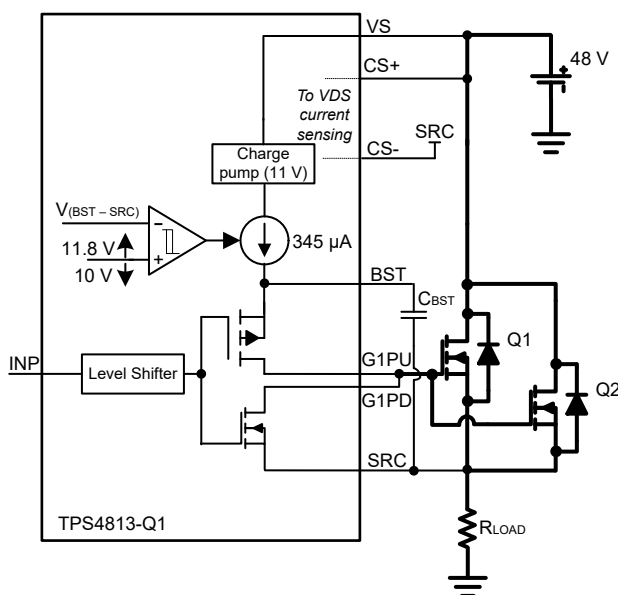 VS
48 V
CS+
To VDS
current
sensing
SRC
CS-
Charge
pump (11 V)
V(BST – SRC)
345 µA
11.8 V
10 V
BST
CBST
G1PU
Q1
INP
Level Shifter
G1PD
Q2
SRC
RLOAD
TPS4813-Q1